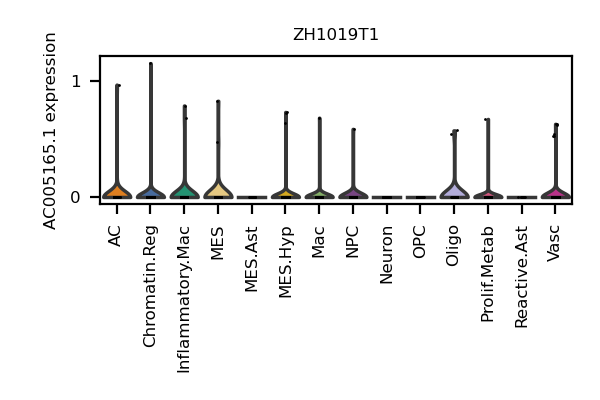 ZH1019T1
AC005165.1 expression
1
0
AC
Chromatin.Reg
Inflammatory.Mac
MES
MES.Ast
MES.Hyp
Mac
NPC
Neuron
OPC
Oligo
Prolif.Metab
Reactive.Ast
Vasc